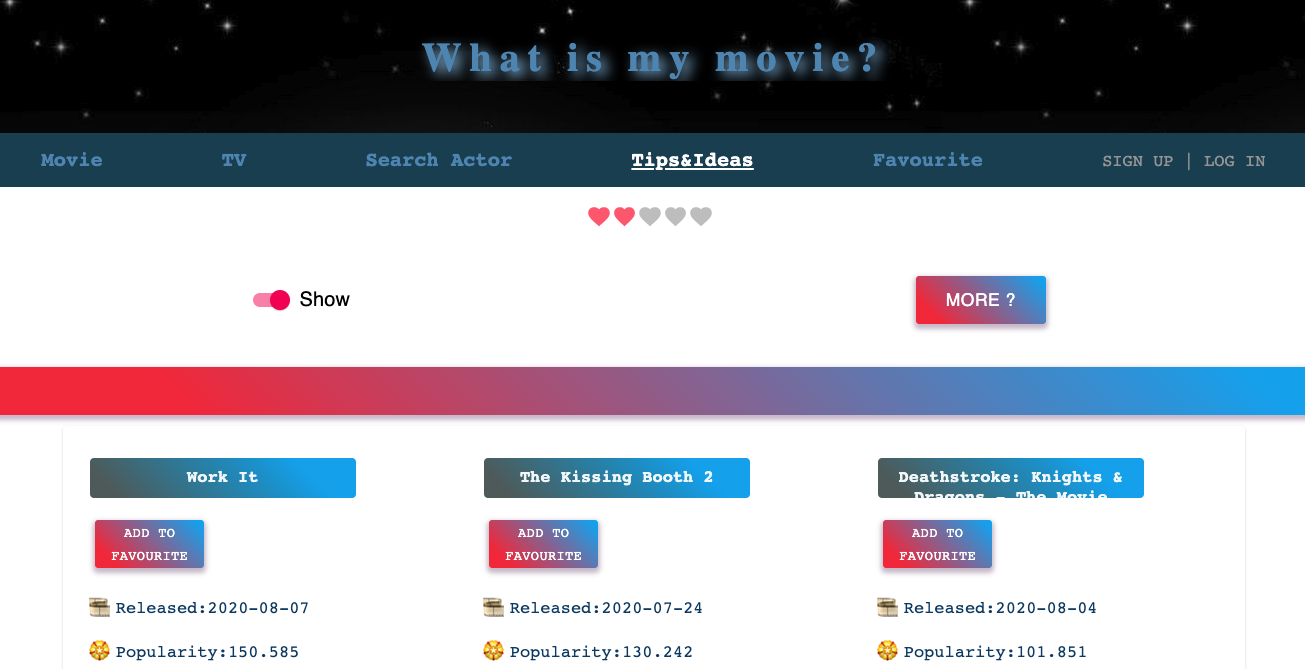 What is my movie?
Movie TV Search Actor Tips&Ideas Favourite SIGN UP | LOG IN
Show MORE ?
Work It The Kissing Booth 2 Deathstroke: Knights &
Dragons - The Movie
ADD TO ADD TO ADD TO
FAVOURITE FAVOURITE FAVOURITE
Released:2020-08-07 Released:2020-07-24 Released:2020-08-04
Popularity:150.585 Popularity:130.242 Popularity:101.851